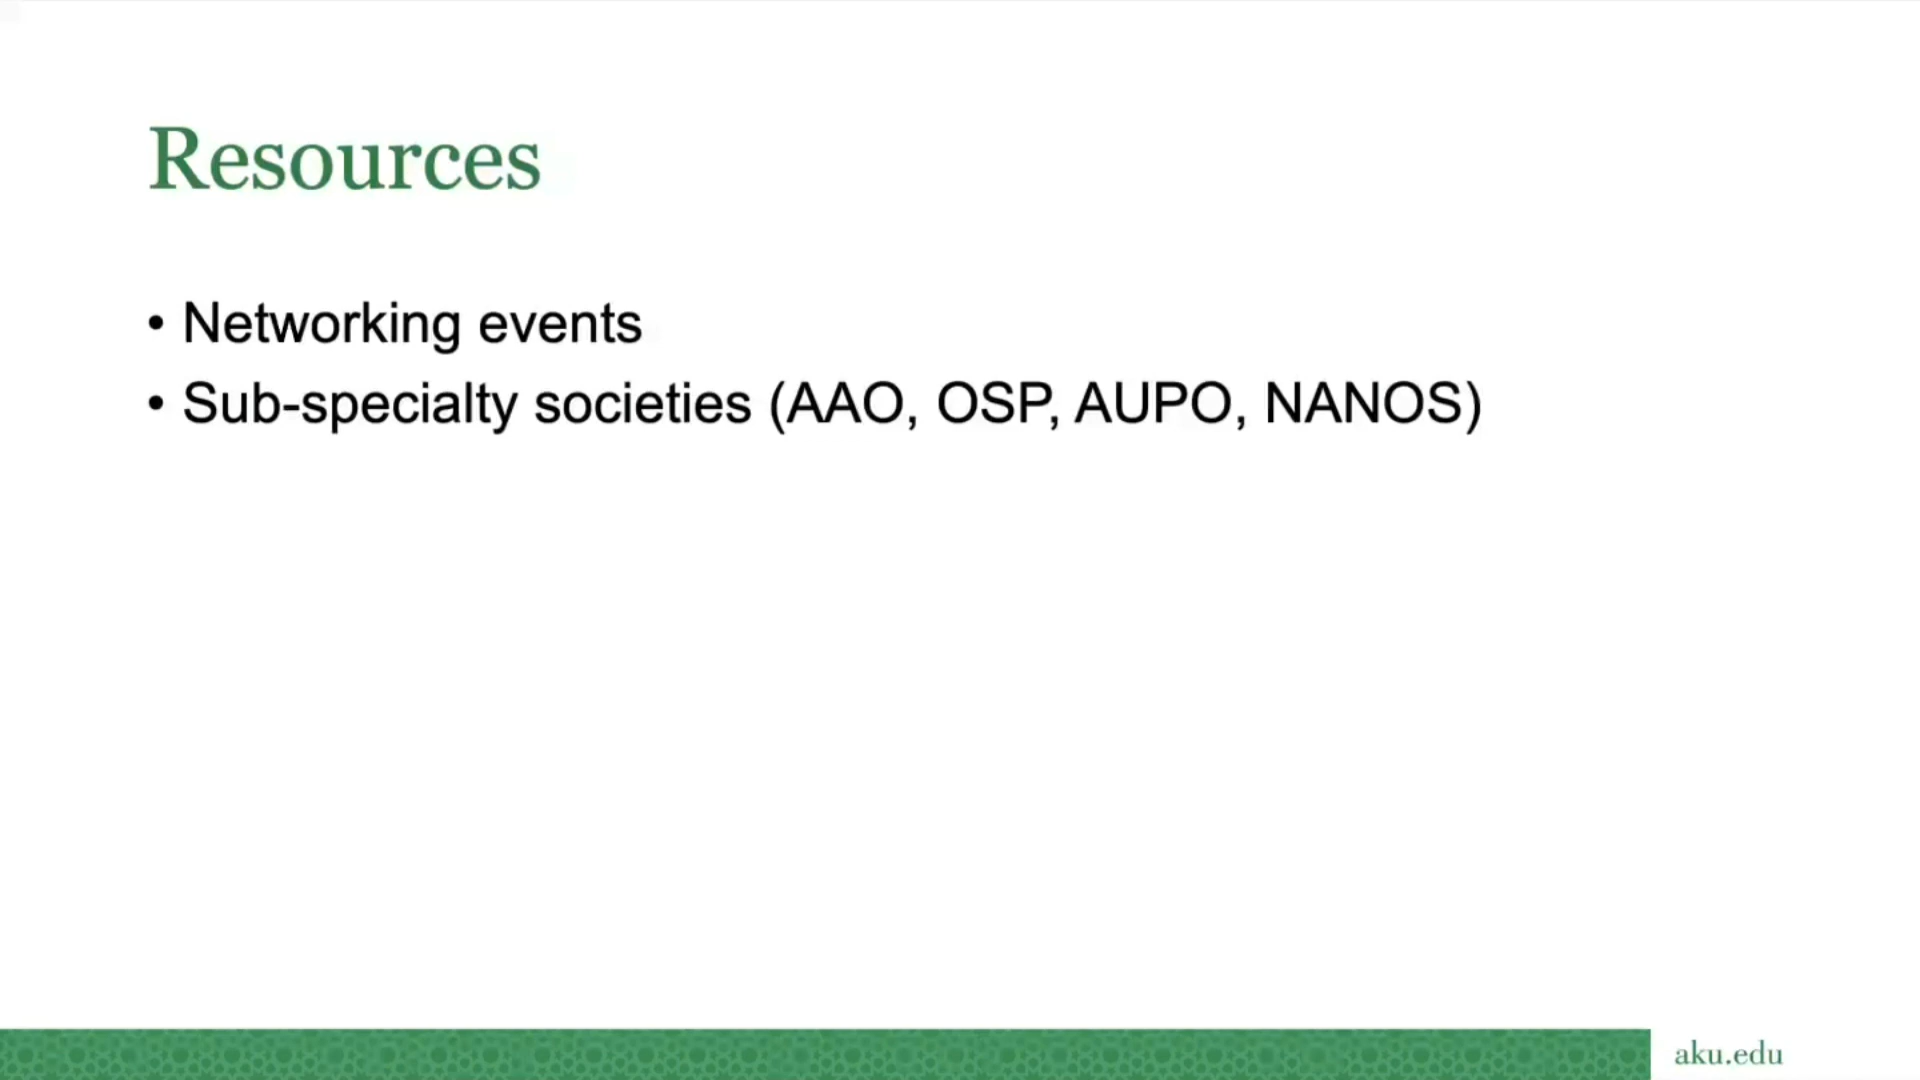 Resources
• Networking events
• Sub-specialty societies (AAO, OSP, AUPO, NANOS)
aku.edu